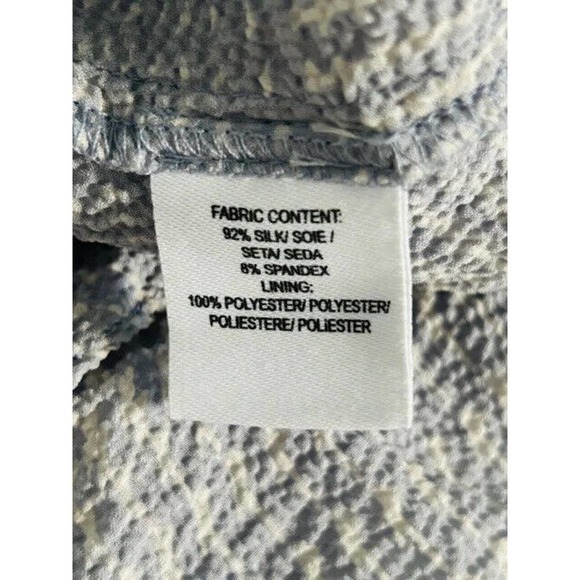 FABRIC CONTENT:
92% SILK/ SOIE /
SETA/ SEDA
8% SPANDEX
LINING:
100% POLYESTER/ POLYESTER/
POLIESTERE/ POLIESTER